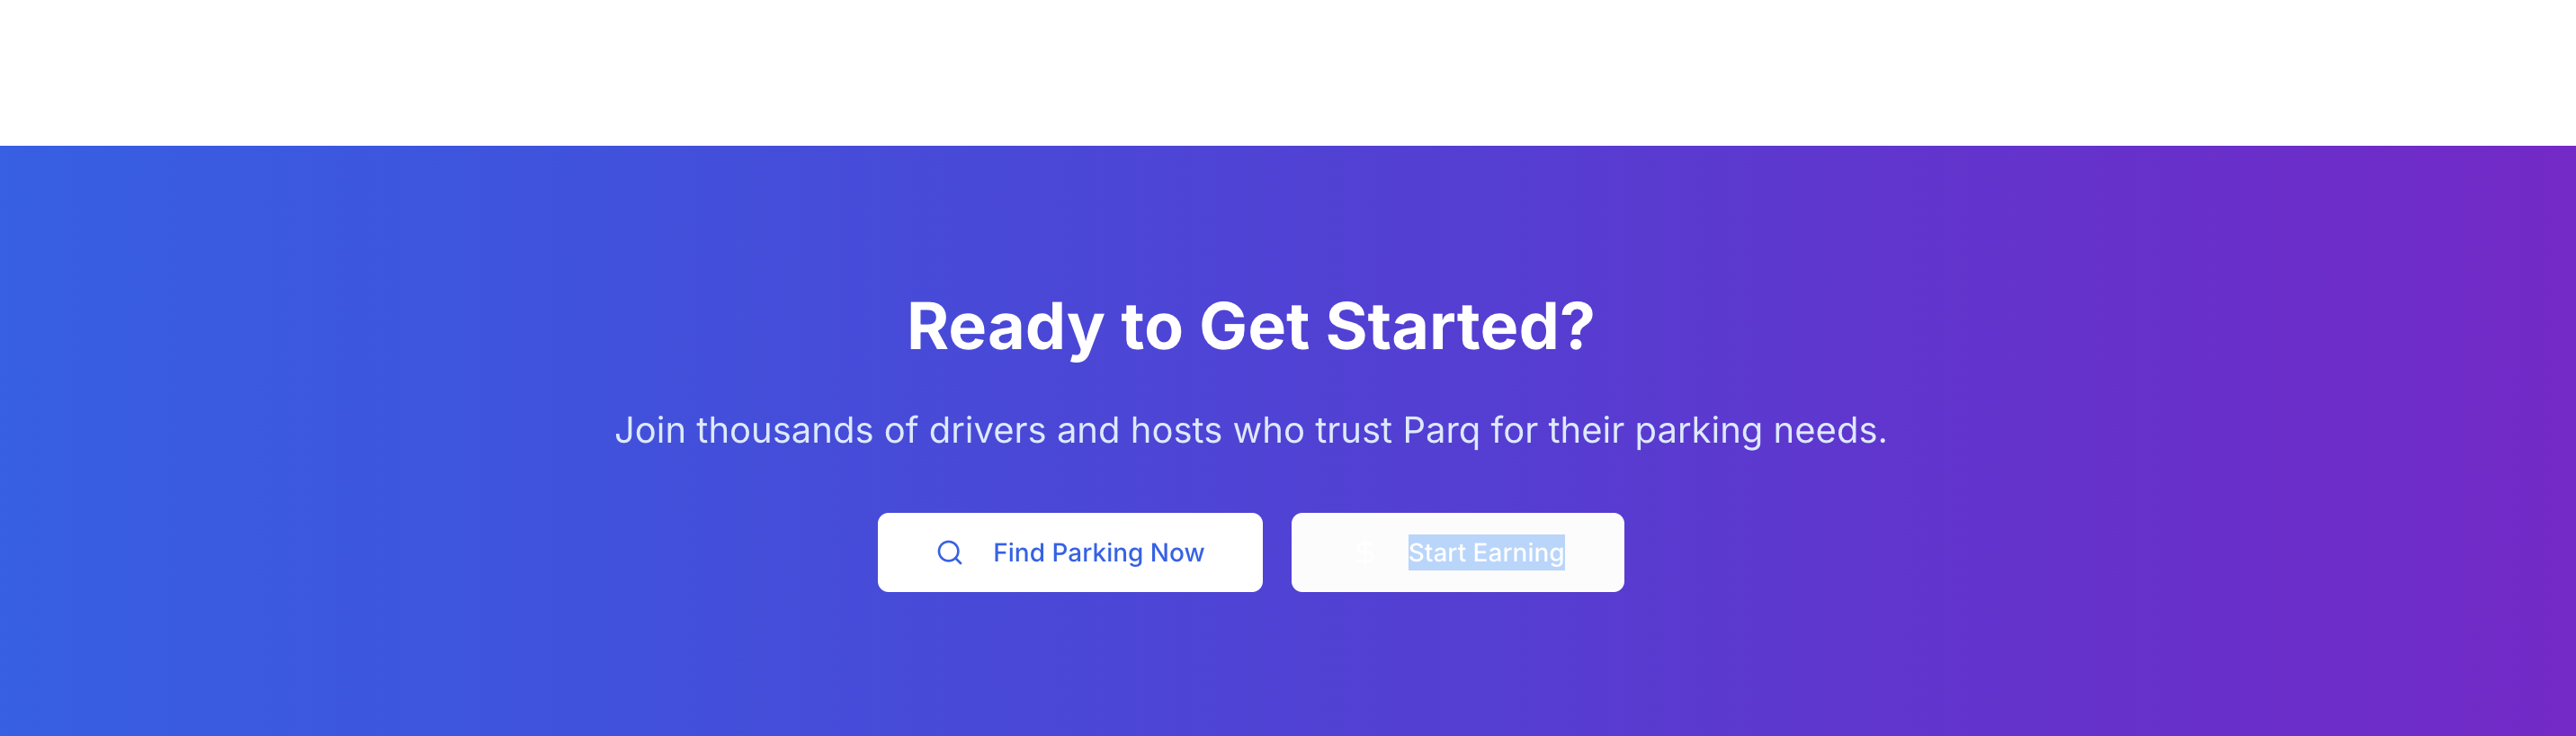 Ready to Get Started?
Join thousands of drivers and hosts who trust Parq for their parking needs.
Find Parking Now
Start Earning